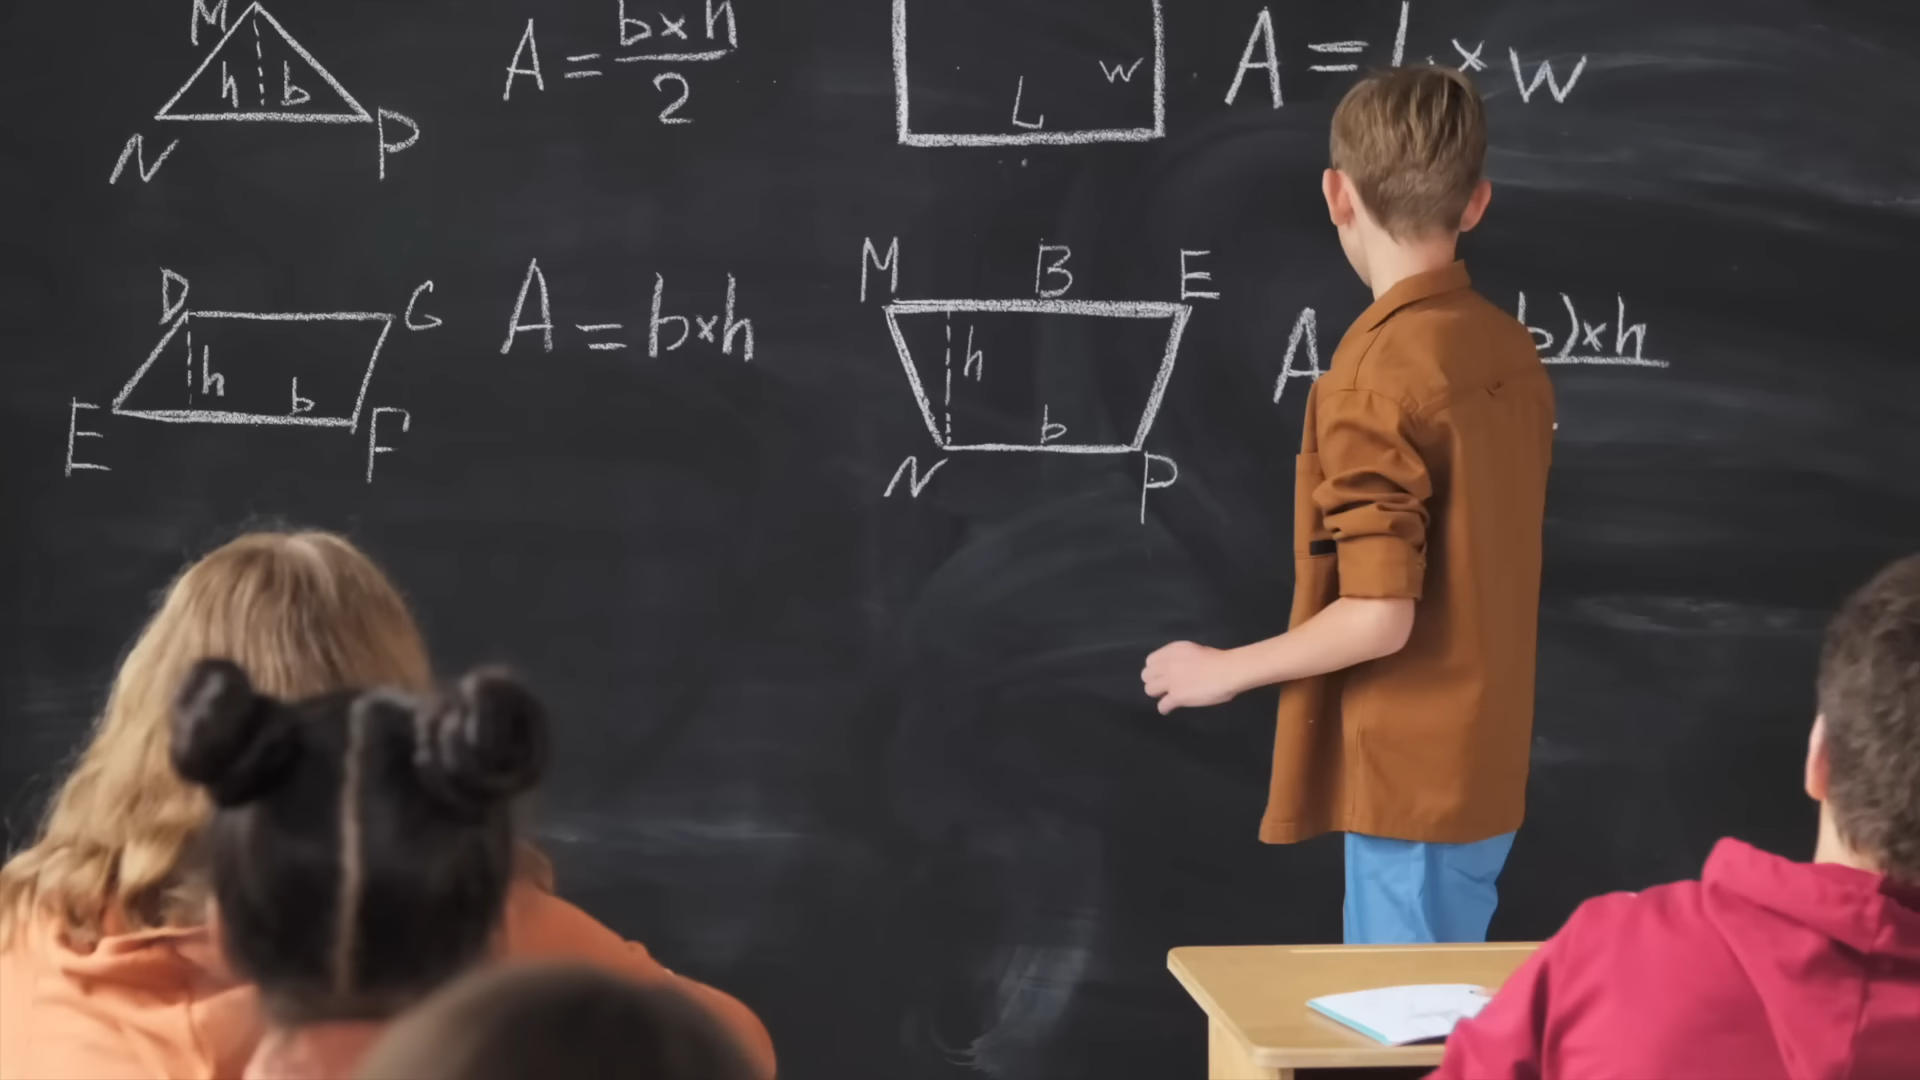 M
h b
N P
A = b×h
2
L w
A = L × w
D G
h b
E F
A = b×h
M B E
h
b
N P
A b)×h